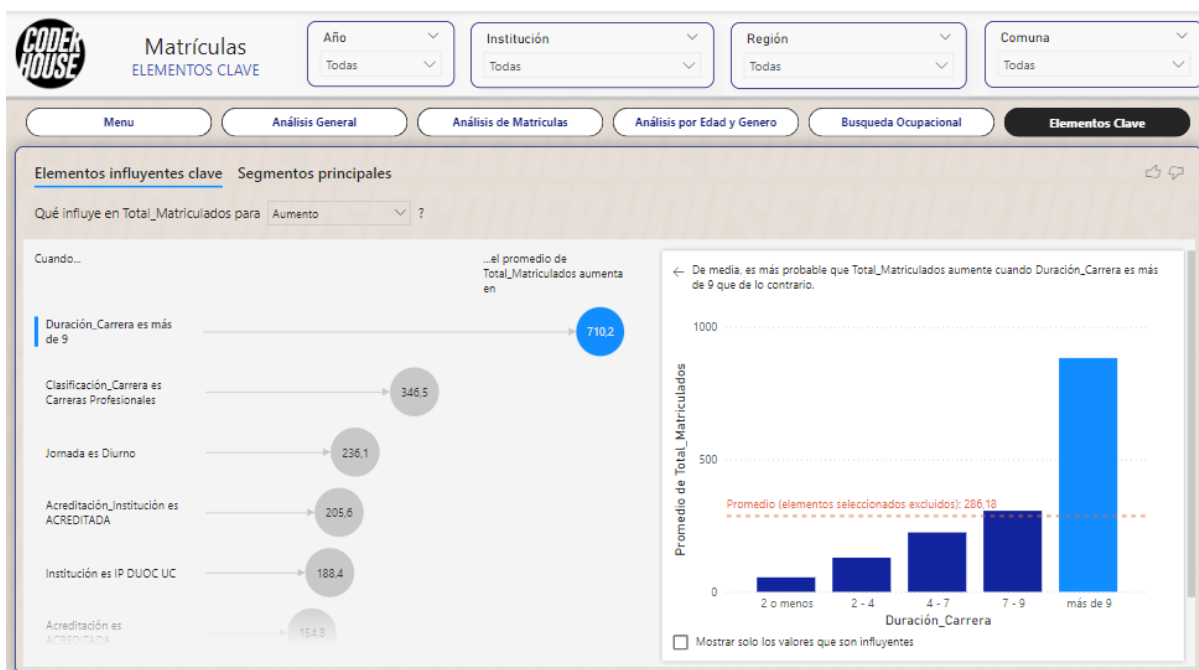 CODER
HOUSE
Matrículas
ELEMENTOS CLAVE
Año
Todas
Institución
Todas
Región
Todas
Comuna
Todas
Menu
Análisis General
Análisis de Matriculas
Análisis por Edad y Genero
Busqueda Ocupacional
Elementos Clave
Elementos influyentes clave
Segmentos principales
Qué influye en Total_Matriculados para
Aumento
?
Cuando...
...el promedio de
Total_Matriculados aumenta
en
Duración_Carrera es más
de 9
710,2
Clasificación_Carrera es
Carreras Profesionales
346,5
Jornada es Diurno
236,1
Acreditación_Institución es
ACREDITADA
205,6
Institución es IP DUOC UC
188,4
Acreditación es
ACREDITADA
154,8
De media, es más probable que Total_Matriculados aumente cuando Duración_Carrera es más
de 9 que de lo contrario.
Promedio de Total_Matriculados
1000
500
0
Promedio (elementos seleccionados excluidos): 286,18
2 o menos
2 - 4
4 - 7
7 - 9
más de 9
Duración_Carrera
Mostrar solo los valores que son influyentes